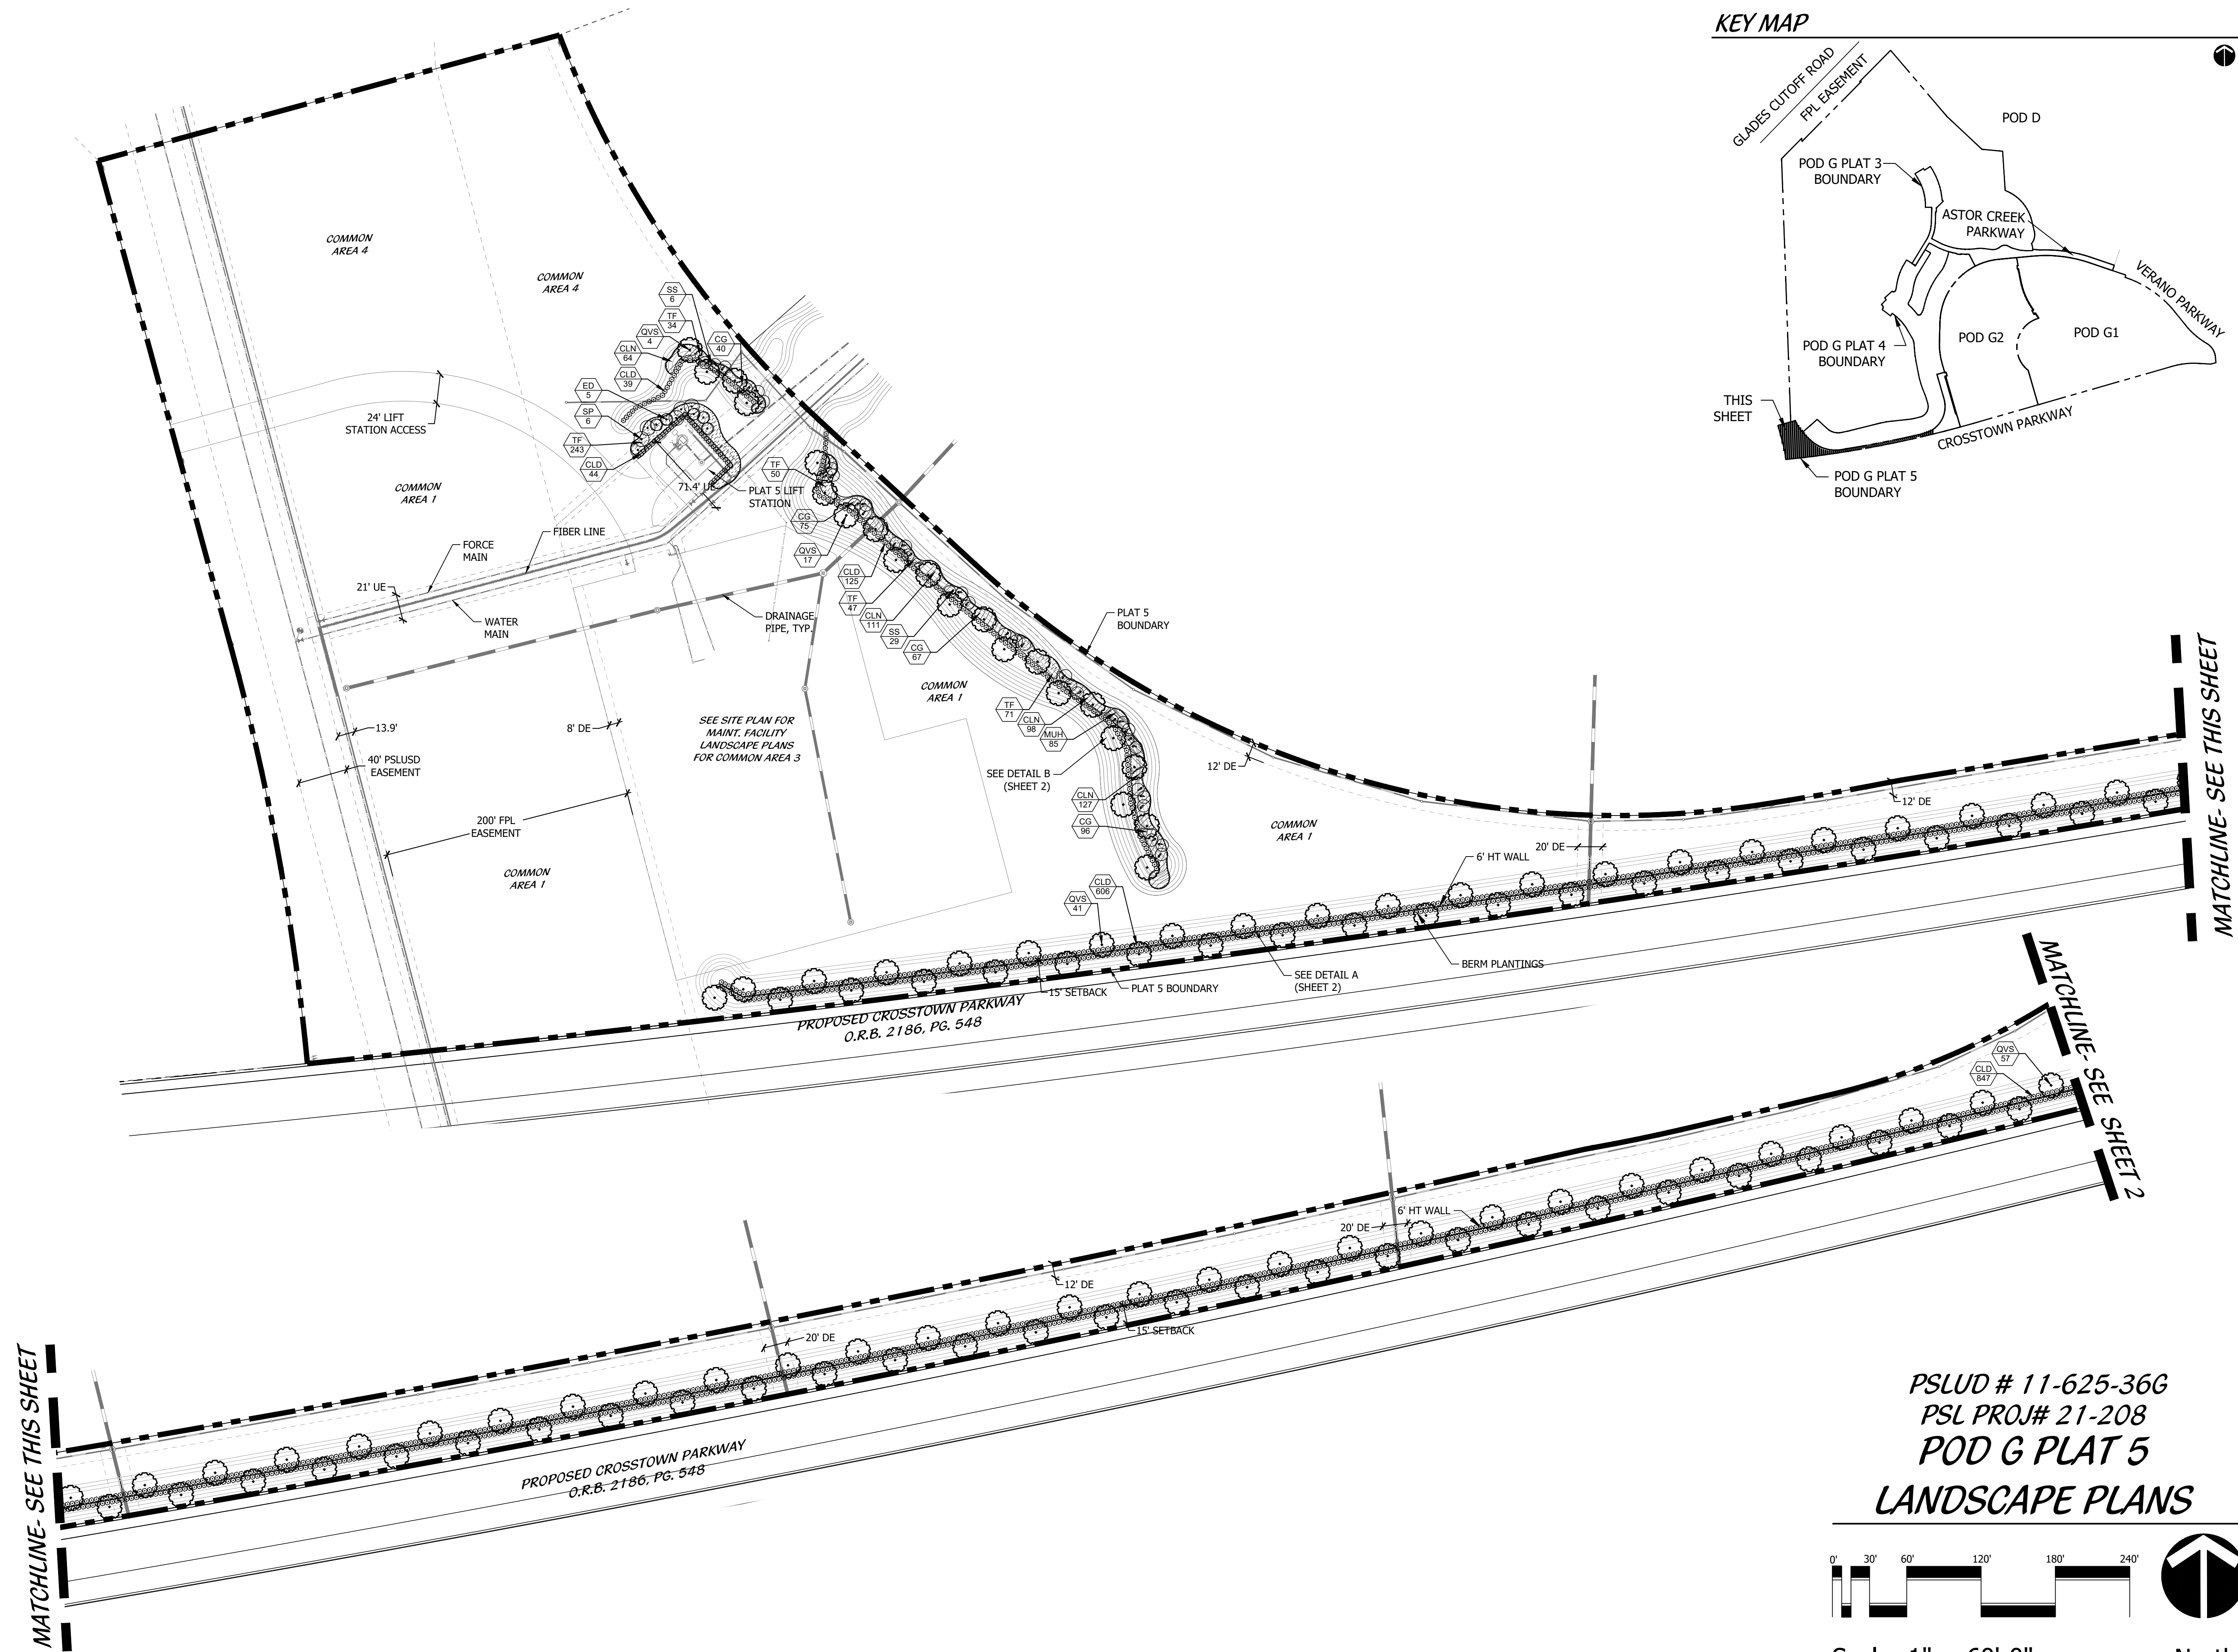 KEY MAP
GLADES CUTOFF ROAD
FPL EASEMENT
POD D
POD G PLAT 3
BOUNDARY
ASTOR CREEK
PARKWAY
VERANO PARKWAY
POD G2
POD G1
POD G PLAT 4
BOUNDARY
THIS
SHEET
CROSSTOWN PARKWAY
POD G PLAT 5
BOUNDARY
COMMON
AREA 4
COMMON
AREA 4
SS
6
TF
34
QVS
4
CG
40
CLN
64
CLD
39
ED
5
SP
6
TF
243
CLD
44
24' LIFT
STATION ACCESS
COMMON
AREA 1
71.4' UE
PLAT 5 LIFT
STATION
TF
50
CG
75
QVS
17
CLD
125
TF
47
CLN
111
SS
29
CG
67
FIBER LINE
FORCE
MAIN
21' UE
WATER
MAIN
DRAINAGE
PIPE, TYP.
PLAT 5
BOUNDARY
COMMON
AREA 1
TF
71
CLN
98
MUH
85
13.9'
8' DE
SEE SITE PLAN FOR
MAINT. FACILITY
LANDSCAPE PLANS
FOR COMMON AREA 3
40' PSLUSD
EASEMENT
SEE DETAIL B
(SHEET 2)
12' DE
CLN
127
CG
96
200' FPL
EASEMENT
COMMON
AREA 1
COMMON
AREA 1
12' DE
20' DE
6' HT WALL
CLD
606
QVS
41
BERM PLANTINGS
SEE DETAIL A
(SHEET 2)
15' SETBACK
PLAT 5 BOUNDARY
PROPOSED CROSSTOWN PARKWAY
O.R.B. 2186, PG. 548
MATCHLINE- SEE THIS SHEET
MATCHLINE- SEE SHEET 2
QVS
57
CLD
847
6' HT WALL
20' DE
12' DE
20' DE
15' SETBACK
PROPOSED CROSSTOWN PARKWAY
O.R.B. 2186, PG. 548
MATCHLINE- SEE THIS SHEET
PSLUD # 11-625-36G
PSL PROJ# 21-208
POD G PLAT 5
LANDSCAPE PLANS
0' 30' 60' 120' 180' 240'